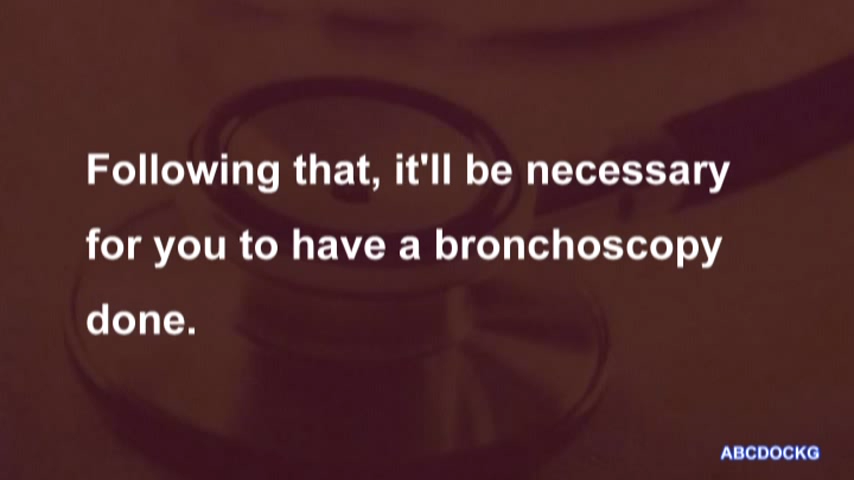 Following that, it'll be necessary
for you to have a bronchoscopy
done.
ABCDOCKG